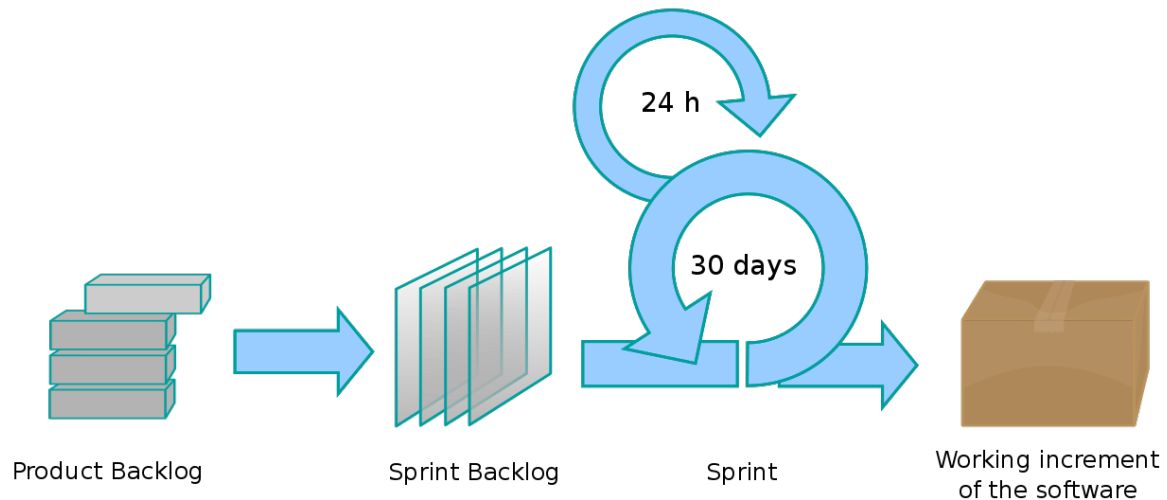 24 h
30 days
Product Backlog
Sprint Backlog
Sprint
Working increment
of the software